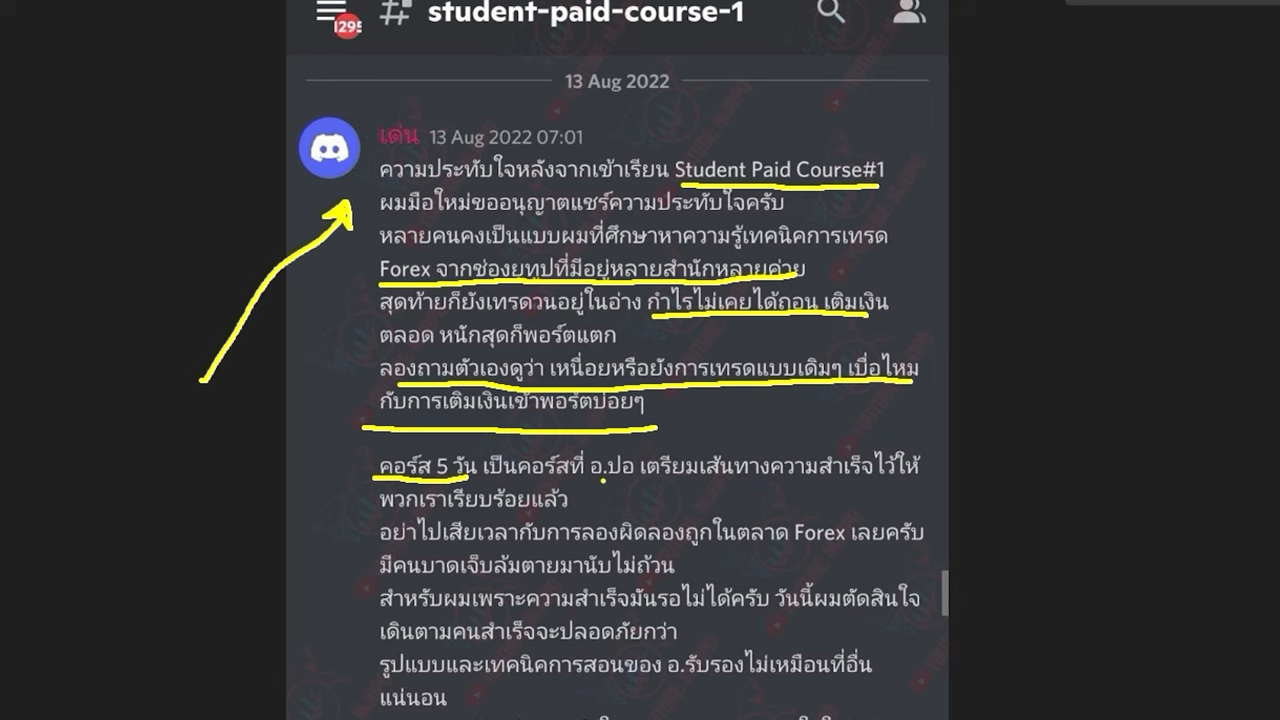 student-paid-course-1
1295
13 Aug 2022
เด่น 13 Aug 2022 07:01
ความประทับใจหลังจากเข้าเรียน Student Paid Course#1
ผมมือใหม่ขออนุญาตแชร์ความประทับใจครับ
หลายคนคงเป็นแบบผมที่ศึกษาหาความรู้เทคนิคการเทรด
Forex จากช่องยูทูปที่มีอยู่หลายสำนักหลายค่าย
สุดท้ายก็ยังเทรดวนอยู่ในอ่าง กำไรไม่เคยได้ถอน เติมเงิน
ตลอด หนักสุดก็พอร์ตแตก
ลองถามตัวเองดูว่า เหนื่อยหรือยังการเทรดแบบเดิมๆ เบื่อไหม
กับการเติมเงินเข้าพอร์ตบ่อยๆ
คอร์ส 5 วัน เป็นคอร์สที่ อ.ปอ เตรียมเส้นทางความสำเร็จไว้ให้
พวกเราเรียบร้อยแล้ว
อย่าไปเสียเวลากับการลองผิดลองถูกในตลาด Forex เลยครับ
มีคนบาดเจ็บล้มตายมานับไม่ถ้วน
สำหรับผมเพราะความสำเร็จมันรอไม่ได้ครับ วันนี้ผมตัดสินใจ
เดินตามคนสำเร็จจะปลอดภัยกว่า
รูปแบบและเทคนิคการสอนของ อ.รับรองไม่เหมือนที่อื่น
แน่นอน